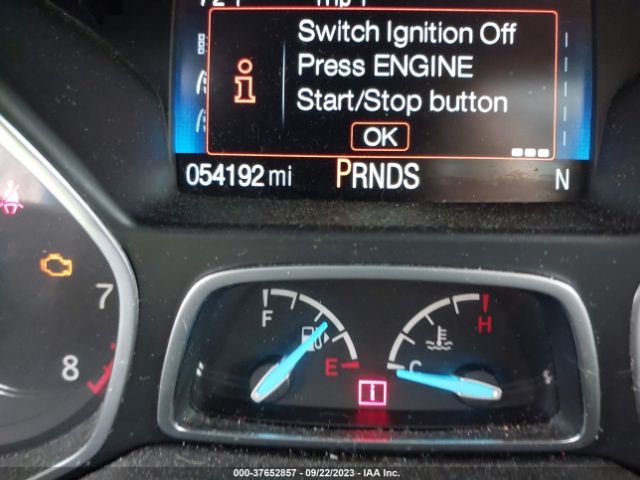 Switch Ignition Off
Press ENGINE
Start/Stop button
OK
054192 mi
PRNDS
N
7
8
F
E
C
H
000-37652857 - 09/22/2023 - IAA Inc.